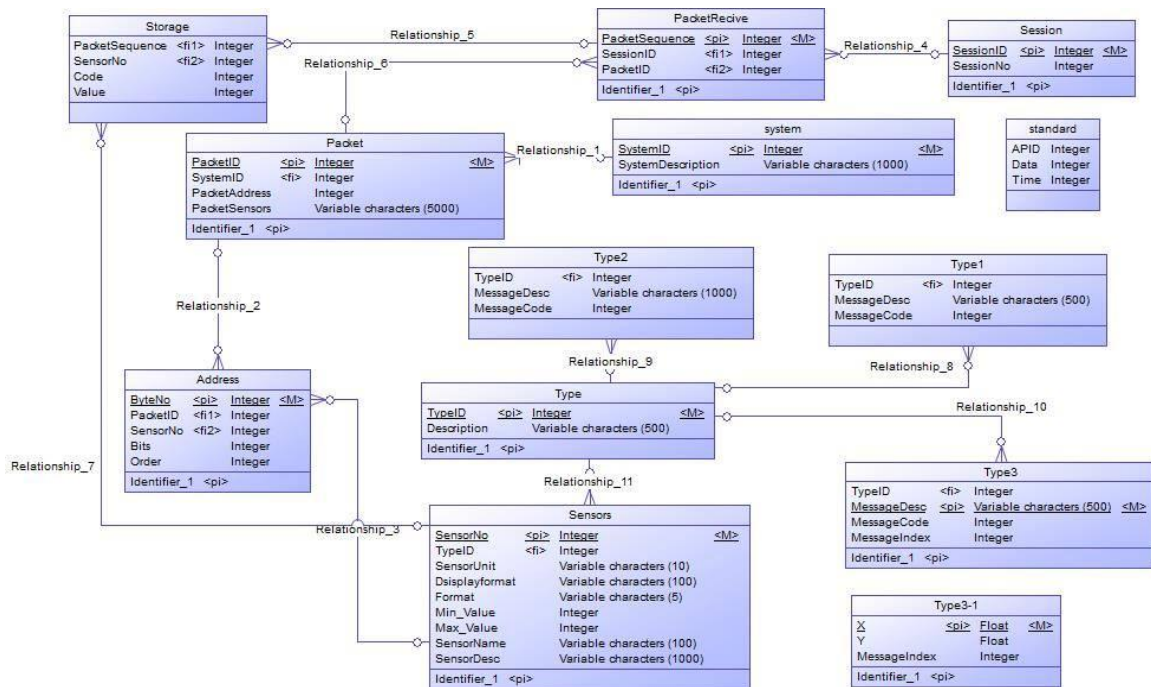 Storage
PacketSequence <fi1> Integer
SensorNo <fi2> Integer
Code Integer
Value Integer
Relationship_5
PacketRecive
PacketSequence <pi> Integer <M>
SessionID <fi1> Integer
PacketID <fi2> Integer
Identifier_1 <pi>
Relationship_4
Session
SessionID <pi> Integer <M>
SessionNo Integer
Identifier_1 <pi>
Relationship_6
Packet
PacketID <pi> Integer <M>
SystemID <fi> Integer
PacketAddress Integer
PacketSensors Variable characters (5000)
Identifier_1 <pi>
Relationship_1
system
SystemID <pi> Integer <M>
SystemDescription Variable characters (1000)
Identifier_1 <pi>
standard
APID Integer
Data Integer
Time Integer
Relationship_2
Type2
TypeID <fi> Integer
MessageDesc Variable characters (1000)
MessageCode Integer
Type1
TypeID <fi> Integer
MessageDesc Variable characters (500)
MessageCode Integer
Relationship_9
Relationship_8
Address
ByteNo <pi> Integer <M>
PacketID <fi1> Integer
SensorNo <fi2> Integer
Bits Integer
Order Integer
Identifier_1 <pi>
Type
TypeID <pi> Integer <M>
Description Variable characters (500)
Identifier_1 <pi>
Relationship_10
Relationship_7
Relationship_11
Type3
TypeID <fi> Integer
MessageDesc <pi> Variable characters (500) <M>
MessageCode Integer
MessageIndex Integer
Identifier_1 <pi>
Relationship_3
Sensors
SensorNo <pi> Integer <M>
TypeID <fi> Integer
SensorUnit Variable characters (10)
Dsisplayformat Variable characters (100)
Format Variable characters (5)
Min_Value Integer
Max_Value Integer
SensorName Variable characters (100)
SensorDesc Variable characters (1000)
Identifier_1 <pi>
Type3-1
X <pi> Float <M>
Y Float
MessageIndex Integer
Identifier_1 <pi>